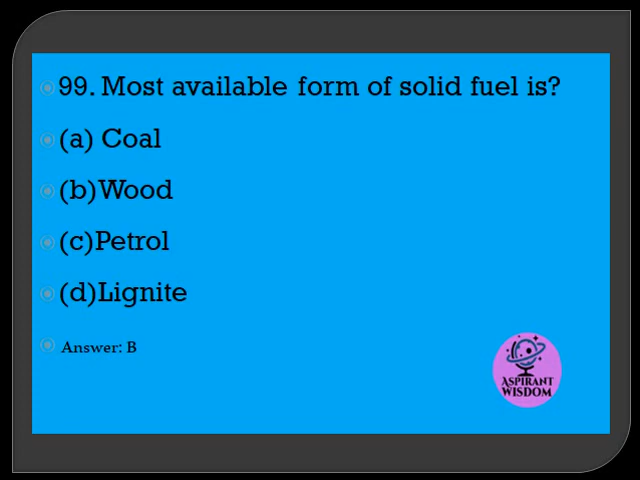 99. Most available form of solid fuel is?
(a) Coal
(b)Wood
(c)Petrol
(d)Lignite
Answer: B
ASPIRANT
WISDOM